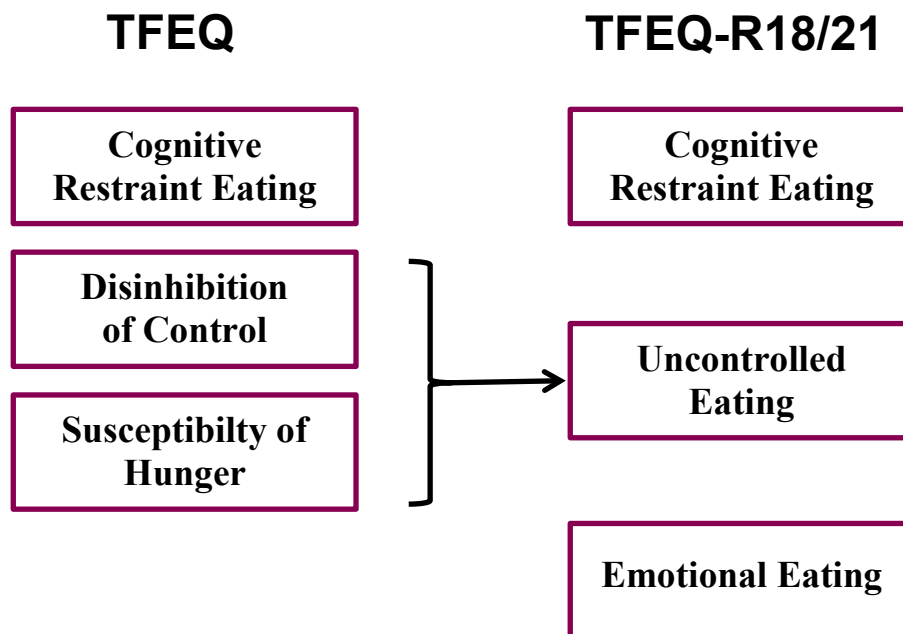 TFEQ
TFEQ-R18/21
Cognitive
Restraint Eating
Cognitive
Restraint Eating
Disinhibition
of Control
Susceptibilty of
Hunger
Uncontrolled
Eating
Emotional Eating